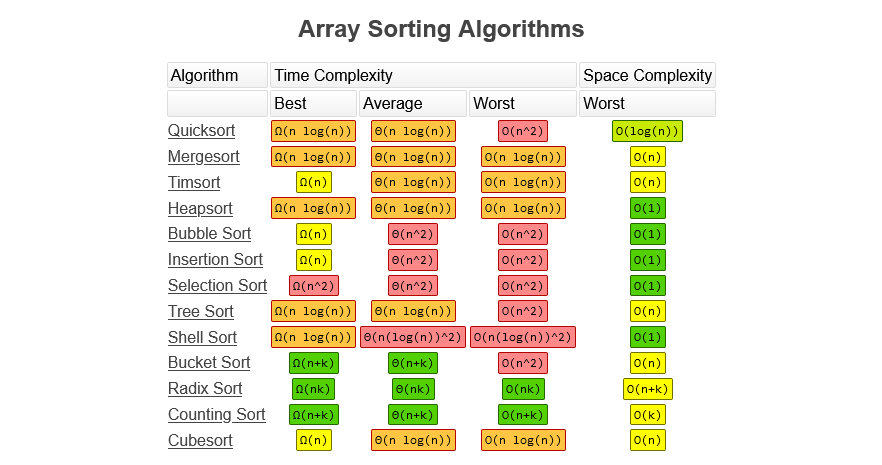 Array Sorting Algorithms
Algorithm Time Complexity Space Complexity
Best Average Worst Worst
Quicksort Ω(n log(n)) Θ(n log(n)) O(n^2) O(log(n))
Mergesort Ω(n log(n)) Θ(n log(n)) O(n log(n)) O(n)
Timsort Ω(n) Θ(n log(n)) O(n log(n)) O(n)
Heapsort Ω(n log(n)) Θ(n log(n)) O(n log(n)) O(1)
Bubble Sort Ω(n) Θ(n^2) O(n^2) O(1)
Insertion Sort Ω(n) Θ(n^2) O(n^2) O(1)
Selection Sort Ω(n^2) Θ(n^2) O(n^2) O(1)
Tree Sort Ω(n log(n)) Θ(n log(n)) O(n^2) O(n)
Shell Sort Ω(n log(n)) Θ(n(log(n))^2) O(n(log(n))^2) O(1)
Bucket Sort Ω(n+k) Θ(n+k) O(n^2) O(n)
Radix Sort Ω(nk) Θ(nk) O(nk) O(n+k)
Counting Sort Ω(n+k) Θ(n+k) O(n+k) O(k)
Cubesort Ω(n) Θ(n log(n)) O(n log(n)) O(n)